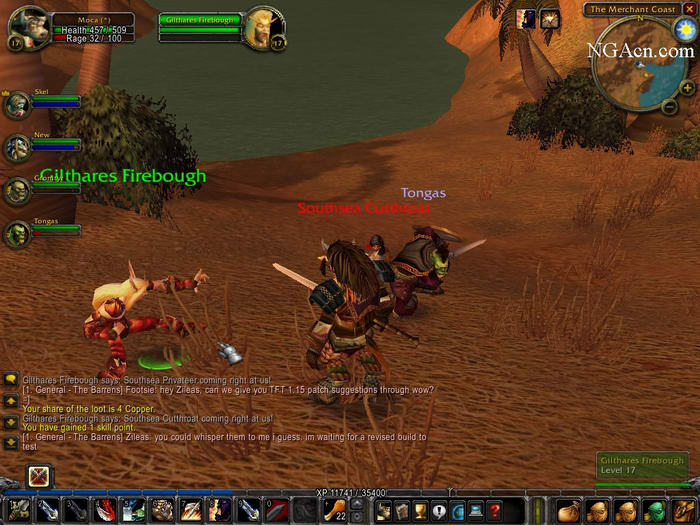 Moca (*)
Health 457 / 509
Rage 32 / 100
17
Gilthares Firebough
17
The Merchant Coast
N
NGAcn.com
Skel
New
Tongas
Gilthares Firebough
Tongas
Southsea Cutthroat
Gilthares Firebough says: Southsea Privateer coming right at us!
[1. General - The Barrens] Footsie: hey Zileas, can we give you TFT 1.15 patch suggestions through wow?
=)
Your share of the loot is 4 Copper.
Gilthares Firebough says: Southsea Cutthroat coming right at us!
You have gained 1 skill point.
[1. General - The Barrens] Zileas: you could whisper them to me i guess. im waiting for a revised build to
test
Gilthares Firebough
Level 17
XP 11741 / 35400
22